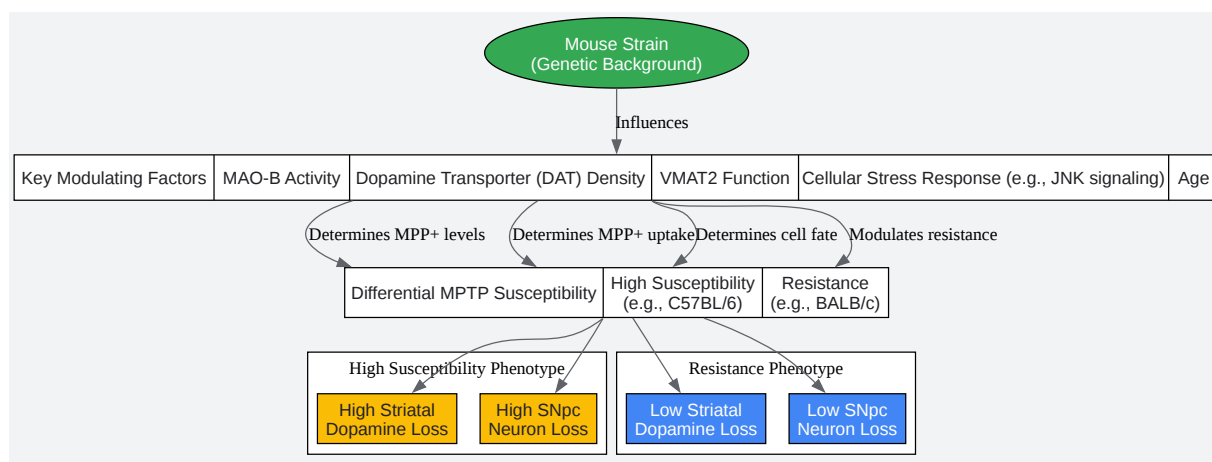 Mouse Strain
(Genetic Background)
Influences
Key Modulating Factors
MAO-B Activity
Dopamine Transporter (DAT) Density
VMAT2 Function
Cellular Stress Response (e.g., JNK signaling)
Age
Determines MPP+ levels
Determines MPP+ uptake
Determines cell fate
Modulates resistance
Differential MPTP Susceptibility
High Susceptibility
(e.g., C57BL/6)
Resistance
(e.g., BALB/c)
High Susceptibility Phenotype
High Striatal
Dopamine Loss
High SNpc
Neuron Loss
Resistance Phenotype
Low Striatal
Dopamine Loss
Low SNpc
Neuron Loss